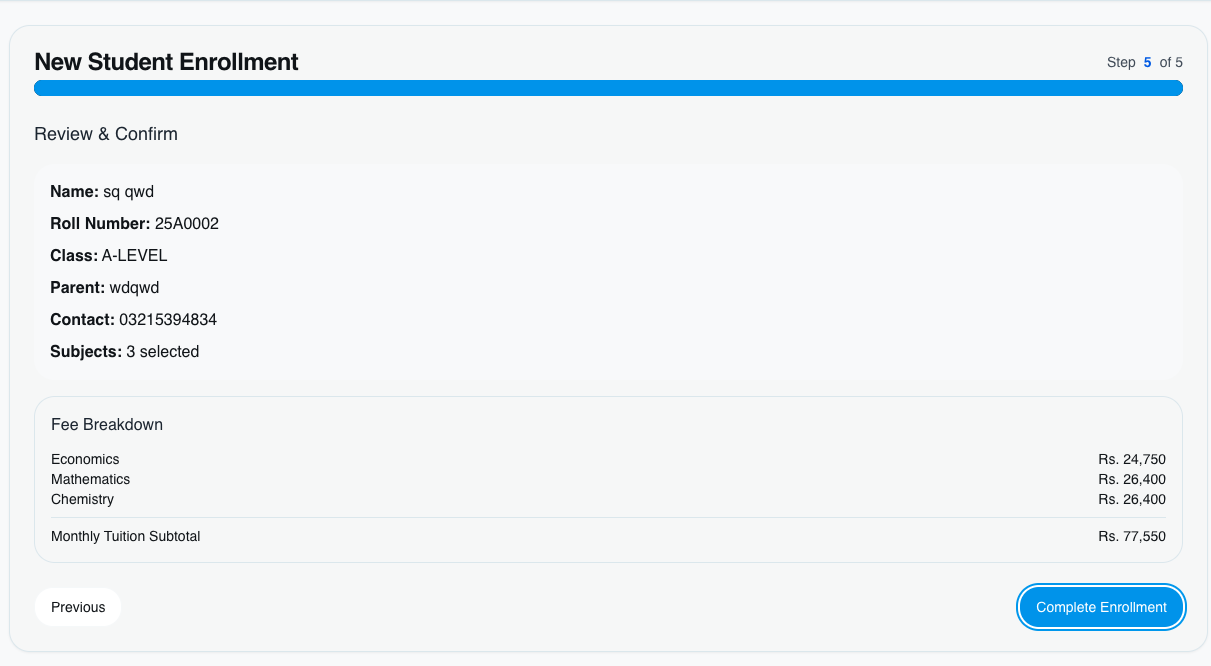 New Student Enrollment
Step 5 of 5
Review & Confirm
Name: sq qwd
Roll Number: 25A0002
Class: A-LEVEL
Parent: wdqwd
Contact: 03215394834
Subjects: 3 selected
Fee Breakdown
Economics Rs. 24,750
Mathematics Rs. 26,400
Chemistry Rs. 26,400
Monthly Tuition Subtotal Rs. 77,550
Previous
Complete Enrollment